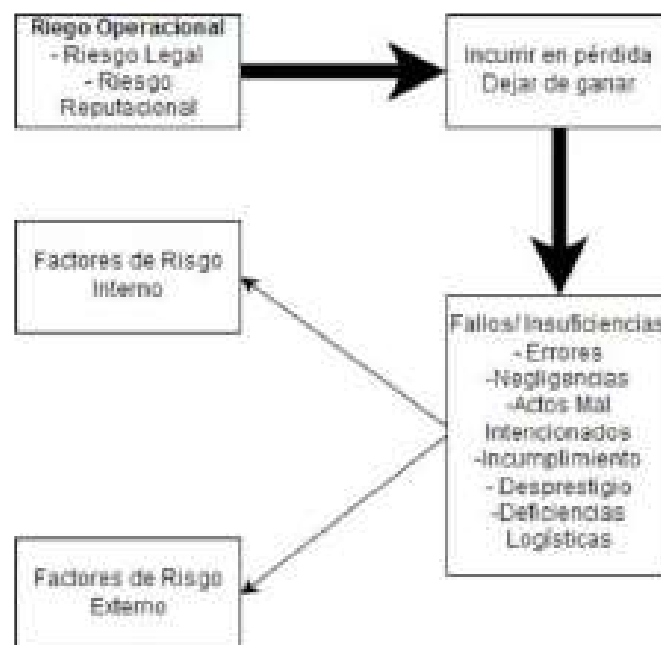 Riego Operacional
- Riesgo Legal
- Riesgo
Reputacional
Incurrir en pérdida
Dejar de ganar
Factores de Risgo
Interno
Fallos/Insuficiencias
- Errores
-Negligencias
-Actos Mal
Intencionados
-Incumplimiento
- Desprestigio
-Deficiencias
Logísticas
Factores de Risgo
Externo